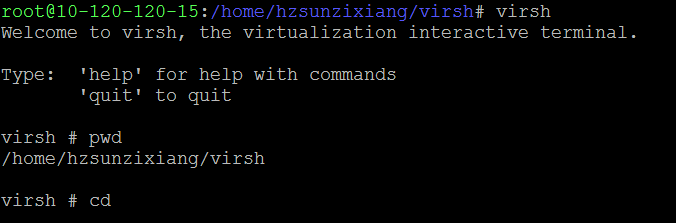 root@10-120-120-15:/home/hzsunzixiang/virsh# virsh
Welcome to virsh, the virtualization interactive terminal.
Type:  'help' for help with commands
       'quit' to quit
virsh # pwd
/home/hzsunzixiang/virsh
virsh # cd